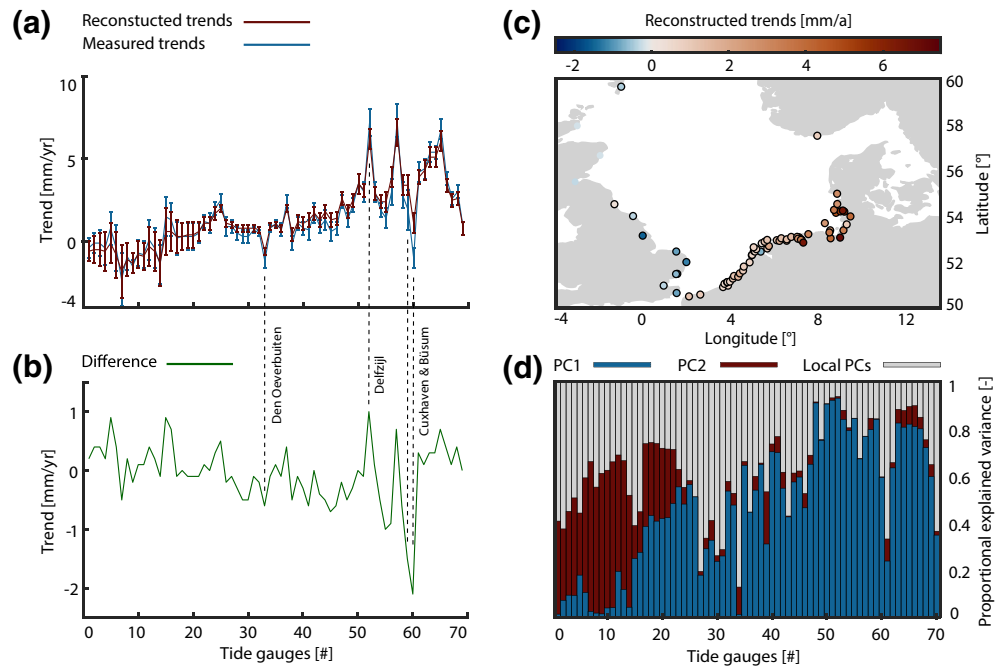 (a)
Reconstructed trends
Measured trends
10
5
0
-4
Trend [mm/yr]
(b)
Difference
1
0
-1
-2
Trend [mm/yr]
0 10 20 30 40 50 60 70
Tide gauges [#]
Den Oeverbuiten
Delfzijl
Cuxhaven & Büsum
(c)
Reconstructed trends [mm/a]
-2 0 2 4 6
60
58
56
54
52
50
Latitude [°]
-4 0 4 8 12
Longitude [°]
(d)
PC1
PC2
Local PCs
1
0.8
0.6
0.4
0.2
0
Proportional explained variance [-]
0 10 20 30 40 50 60 70
Tide gauges [#]